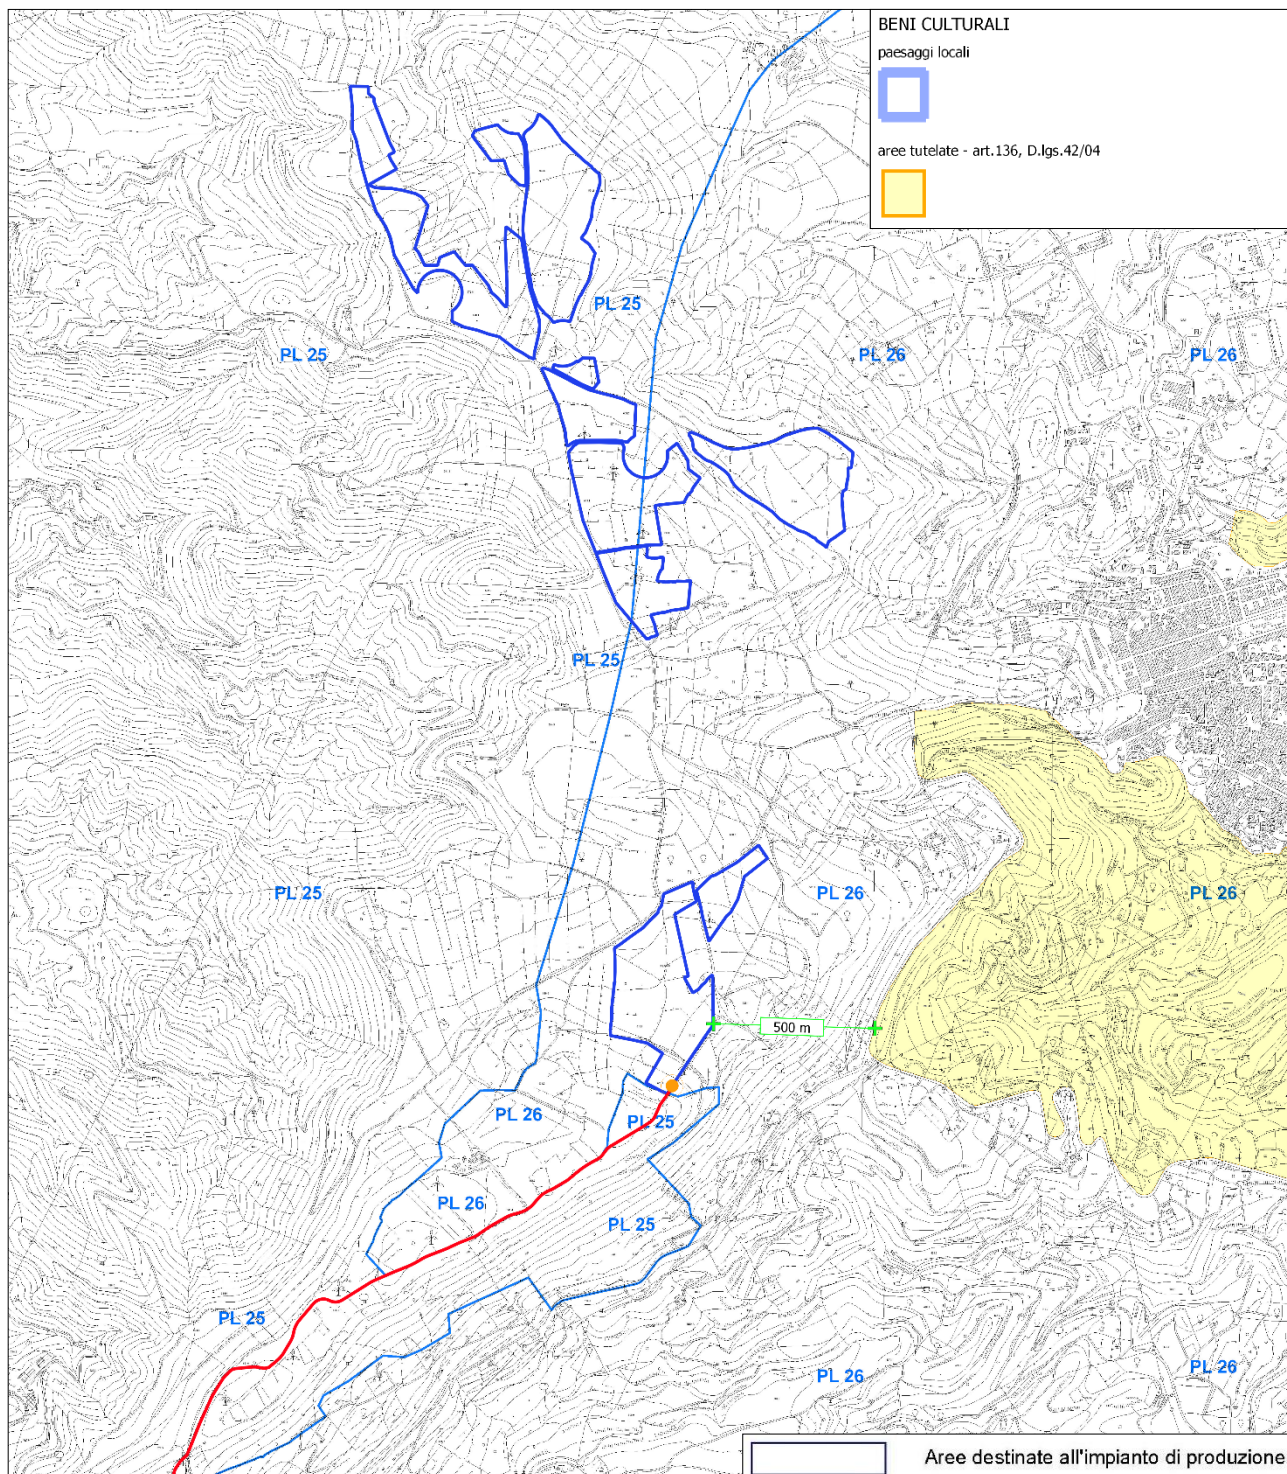 BENI CULTURALI
paesaggi locali
aree tutelate - art.136, D.lgs.42/04
PL 25
PL 25
PL 26
PL 26
PL 25
PL 25
PL 26
PL 26
500 m
PL 26
PL 25
PL 26
PL 25
PL 25
PL 26
PL 26
Aree destinate all'impianto di produzione